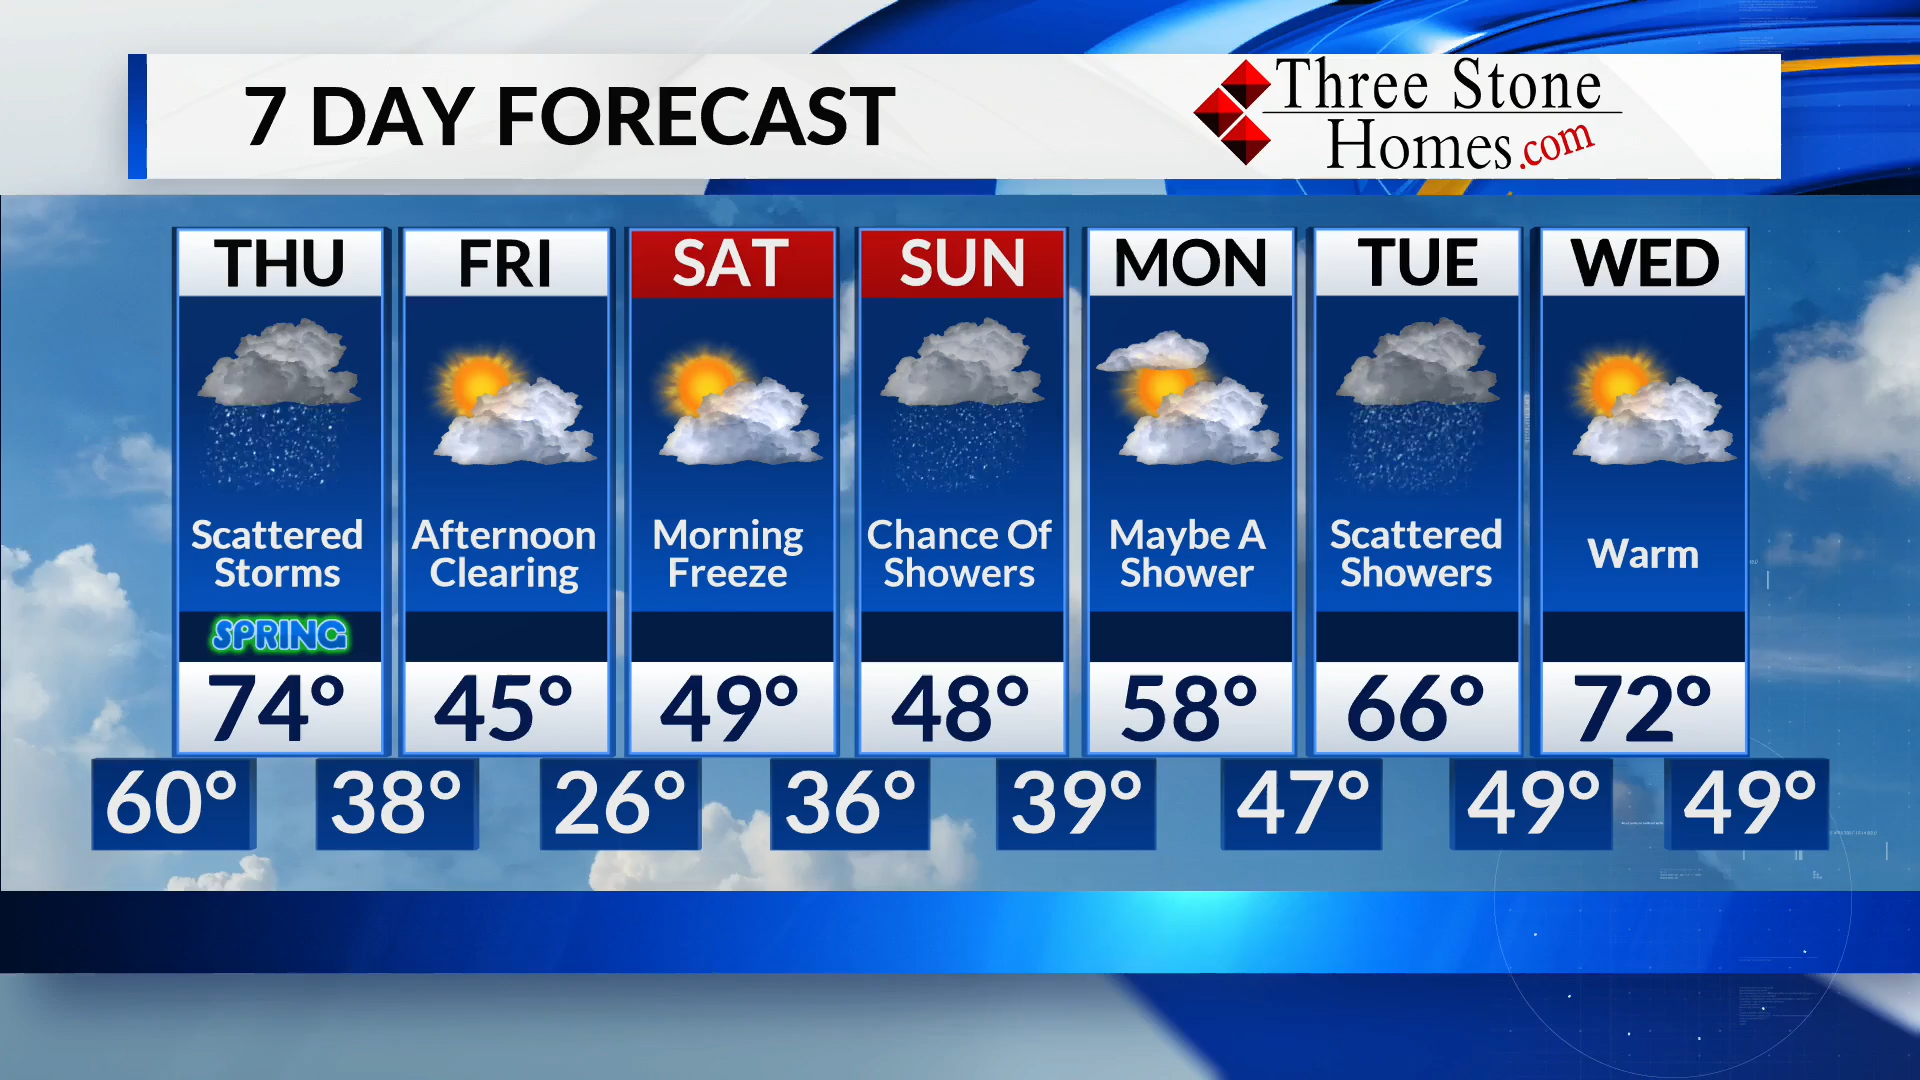 7 DAY FORECAST
Three Stone
Homes.com
THU FRI SAT SUN MON TUE WED
Scattered Storms
Afternoon Clearing
Morning Freeze
Chance Of Showers
Maybe A Shower
Scattered Showers
Warm
SPRING
74° 45° 49° 48° 58° 66° 72°
60° 38° 26° 36° 39° 47° 49° 49°